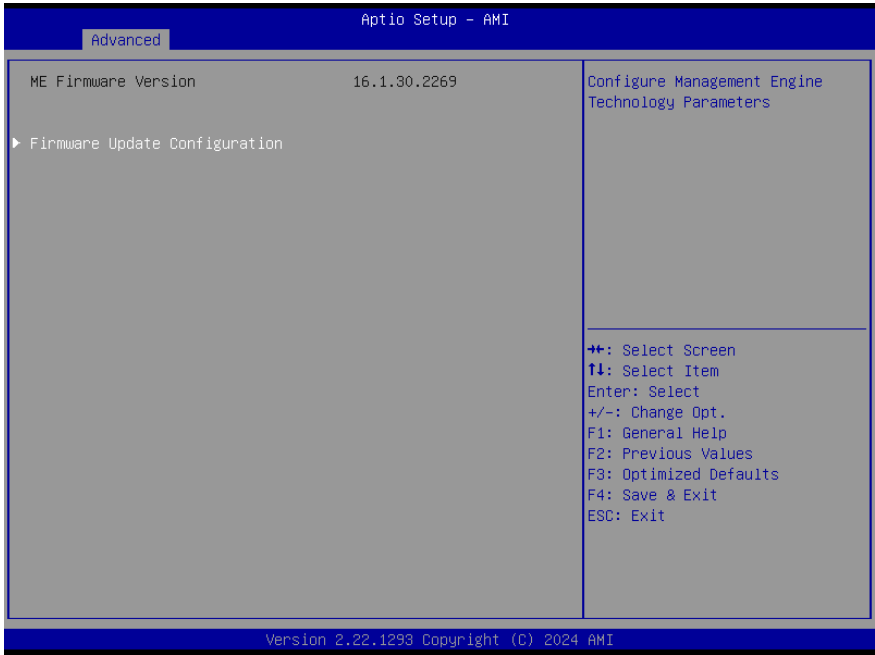 Aptio Setup – AMI
Advanced
ME Firmware Version 16.1.30.2269
Firmware Update Configuration
Configure Management Engine
Technology Parameters
→←: Select Screen
↑↓: Select Item
Enter: Select
+/-: Change Opt.
F1: General Help
F2: Previous Values
F3: Optimized Defaults
F4: Save & Exit
ESC: Exit
Version 2.22.1293 Copyright (C) 2024 AMI